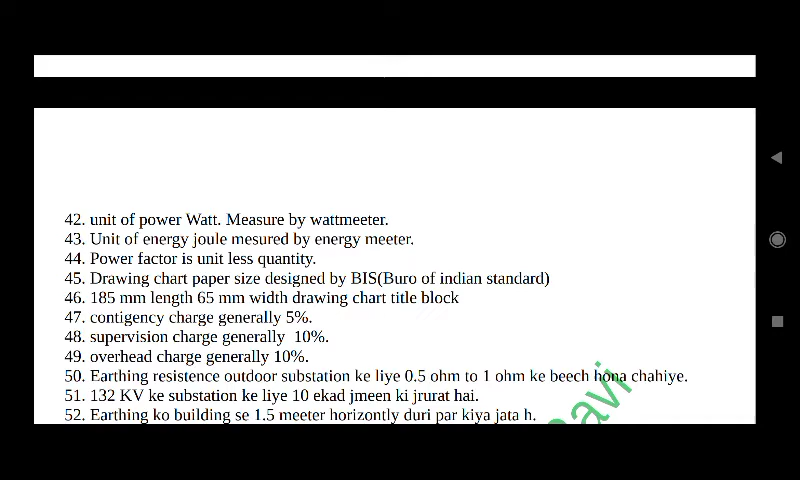 42. unit of power Watt. Measure by wattmeeter.
43. Unit of energy joule mesured by energy meeter.
44. Power factor is unit less quantity.
45. Drawing chart paper size designed by BIS(Buro of indian standard)
46. 185 mm length 65 mm width drawing chart title block
47. contigency charge generally 5%.
48. supervision charge generally  10%.
49. overhead charge generally 10%.
50. Earthing resistence outdoor substation ke liye 0.5 ohm to 1 ohm ke beech hona chahiye.
51. 132 KV ke substation ke liye 10 ekad jmeen ki jrurat hai.
52. Earthing ko building se 1.5 meeter horizontly duri par kiya jata h.
Ravi